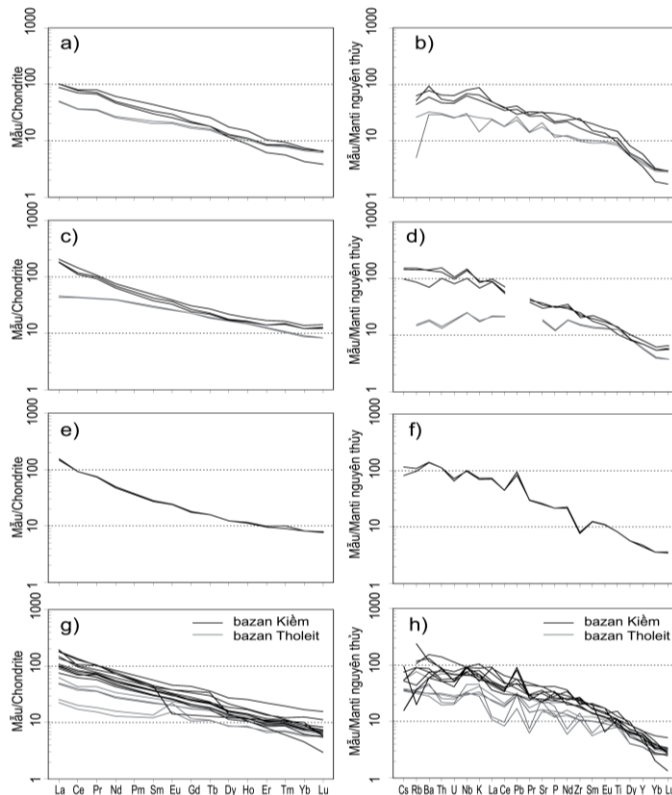 a)
Mẫu/Chondrite
1000
100
10
1
b)
Mẫu/Manti nguyên thủy
1000
100
10
1
c)
Mẫu/Chondrite
1000
100
10
1
d)
Mẫu/Manti nguyên thủy
1000
100
10
1
e)
Mẫu/Chondrite
1000
100
10
1
f)
Mẫu/Manti nguyên thủy
1000
100
10
1
g)
bazan Kiềm
bazan Tholeit
Mẫu/Chondrite
1000
100
10
1
La Ce Pr Nd Pm Sm Eu Gd Tb Dy Ho Er Tm Yb Lu
h)
bazan Kiềm
bazan Tholeit
Mẫu/Manti nguyên thủy
1000
100
10
1
Cs Rb Ba Th U Nb K La Ce Pb Pr Sr P Nd Zr Sm Eu Ti Dy Y Yb Lu